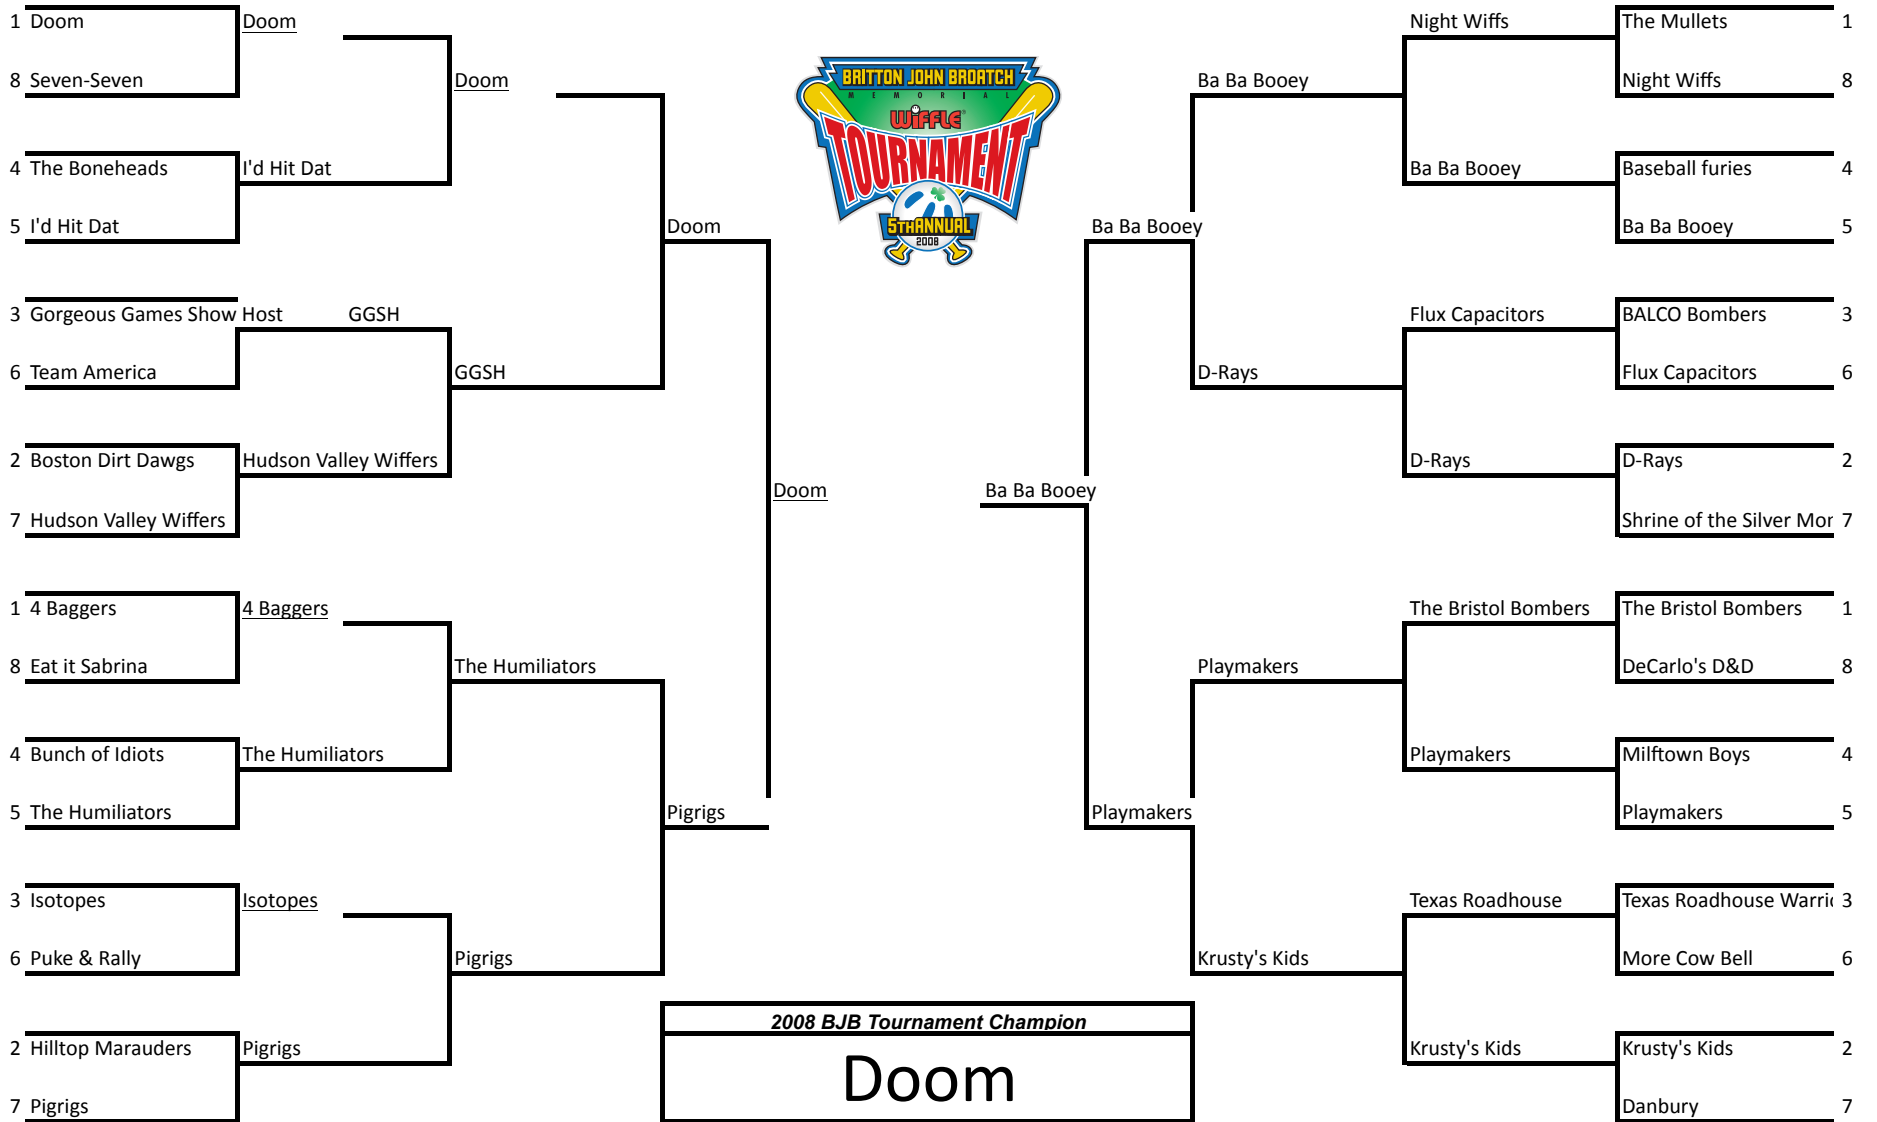 1 Doom
8 Seven-Seven
4 The Boneheads
5 I'd Hit Dat
3 Gorgeous Games Show Host
6 Team America
2 Boston Dirt Dawgs
7 Hudson Valley Wiffers
1 4 Baggers
8 Eat it Sabrina
4 Bunch of Idiots
5 The Humiliators
3 Isotopes
6 Puke & Rally
2 Hilltop Marauders
7 Pigrigs
Doom
I'd Hit Dat
GGSH
Hudson Valley Wiffers
4 Baggers
The Humiliators
Isotopes
Pigrigs
Doom
GGSH
The Humiliators
Pigrigs
Doom
Pigrigs
Doom
BRITTON JOHN BROATCH
MEMORIAL
WIFFLE
TOURNAMENT
5TH ANNUAL
2008
Ba Ba Booey
Ba Ba Booey
Playmakers
Ba Ba Booey
D-Rays
Playmakers
Krusty's Kids
Night Wiffs
Ba Ba Booey
Flux Capacitors
D-Rays
The Bristol Bombers
Playmakers
Texas Roadhouse
Krusty's Kids
The Mullets 1
Night Wiffs 8
Baseball furies 4
Ba Ba Booey 5
BALCO Bombers 3
Flux Capacitors 6
D-Rays 2
Shrine of the Silver Mor 7
The Bristol Bombers 1
DeCarlo's D&D 8
Milftown Boys 4
Playmakers 5
Texas Roadhouse Warric 3
More Cow Bell 6
Krusty's Kids 2
Danbury 7
2008 BJB Tournament Champion
Doom